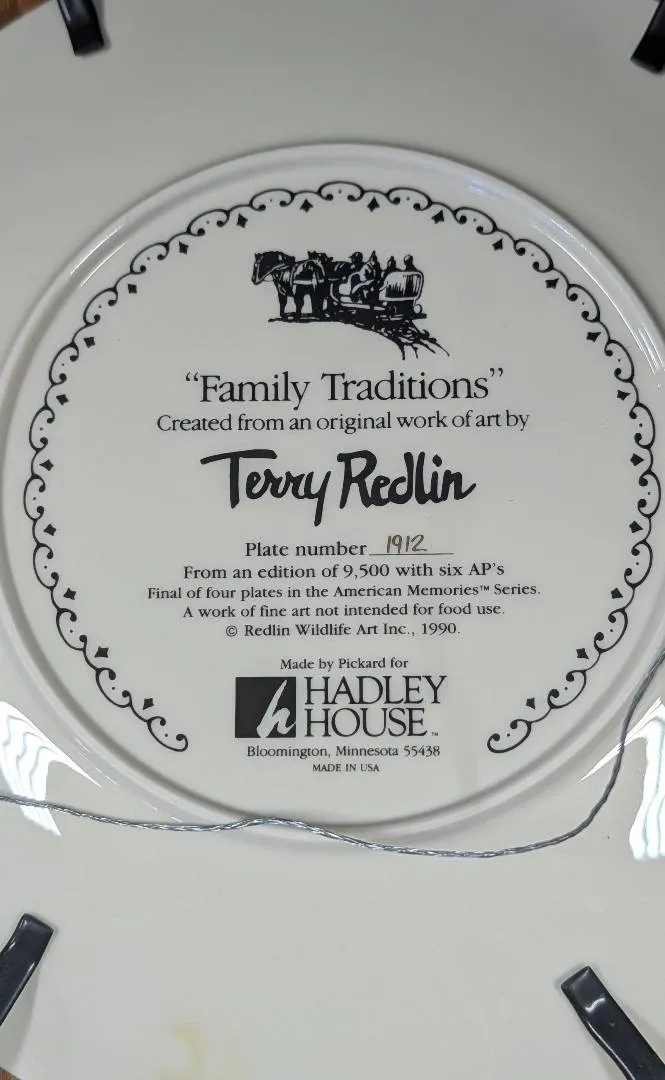 “Family Traditions”
Created from an original work of art by
Terry Redlin
Plate number 1912
From an edition of 9,500 with six AP's
Final of four plates in the American Memories™ Series.
A work of fine art not intended for food use.
© Redlin Wildlife Art Inc., 1990.
Made by Pickard for
h HADLEY
HOUSE™
Bloomington, Minnesota 55438
MADE IN USA